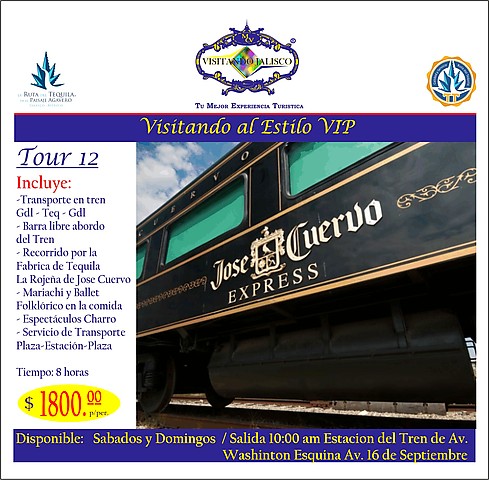 MN
VISITANDO JALISCO
TU MEJOR EXPERIENCIA TURISTICA
LA RUTA DEL TEQUILA
PAISAJE AGAVERO
Visitando al Estilo VIP
Tour 12
Incluye:
-Transporte en tren
Gdl - Teq - Gdl
- Barra libre abordo
del Tren
- Recorrido por la
Fabrica de Tequila
La Rojeña de Jose Cuervo
- Mariachi y Ballet
Folklórico en la comida
- Espectáculos Charro
- Servicio de Transporte
Plaza-Estación-Plaza
Tiempo: 8 horas
$ 1800.00
p/per.
CUERVO
CUERVO
Jose Cuervo
EXPRESS
Disponible: Sabados y Domingos / Salida 10:00 am Estacion del Tren de Av.
Washinton Esquina Av. 16 de Septiembre